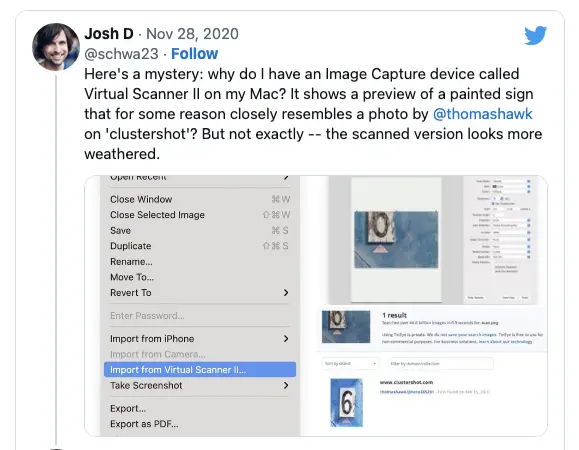 Josh D · Nov 28, 2020
@schwa23 · Follow
Here's a mystery: why do I have an Image Capture device called
Virtual Scanner II on my Mac? It shows a preview of a painted sign
that for some reason closely resembles a photo by @thomashawk
on 'clustershot'? But not exactly -- the scanned version looks more
weathered.
Open Recent
Close Window ⌘W
Close Selected Image ⇧⌘W
Save ⌘S
Duplicate ⇧⌘S
Rename...
Move To...
Revert To
Enter Password...
Import from iPhone
Import from Camera...
Import from Virtual Scanner II...
Take Screenshot
Export...
Export as PDF...
0
1 result
Using TinEye is private. We do not save your search images. TinEye is free to use for
non-commercial purposes. For business solutions, learn about our technology.
Sort by
Filter by domain/collection
www.clustershot.com
6